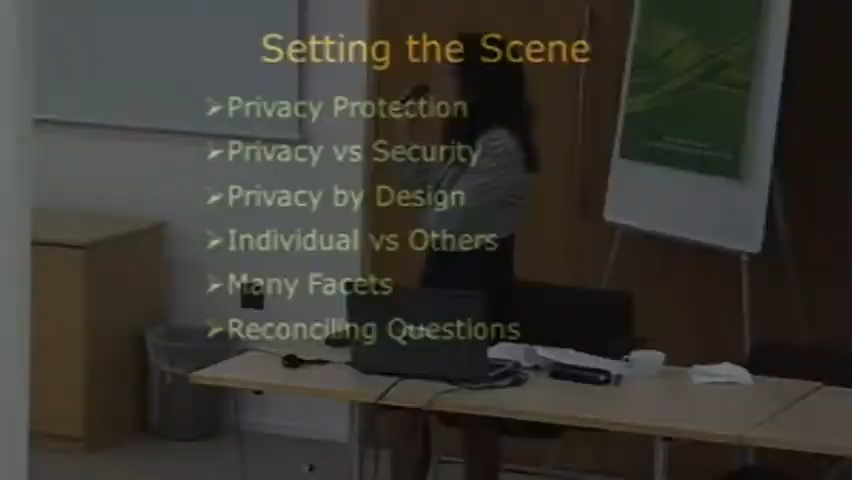 Setting the Scene
➢Privacy Protection
➢Privacy vs Security
➢Privacy by Design
➢Individual vs Others
➢Many Facets
➢Reconciling Questions